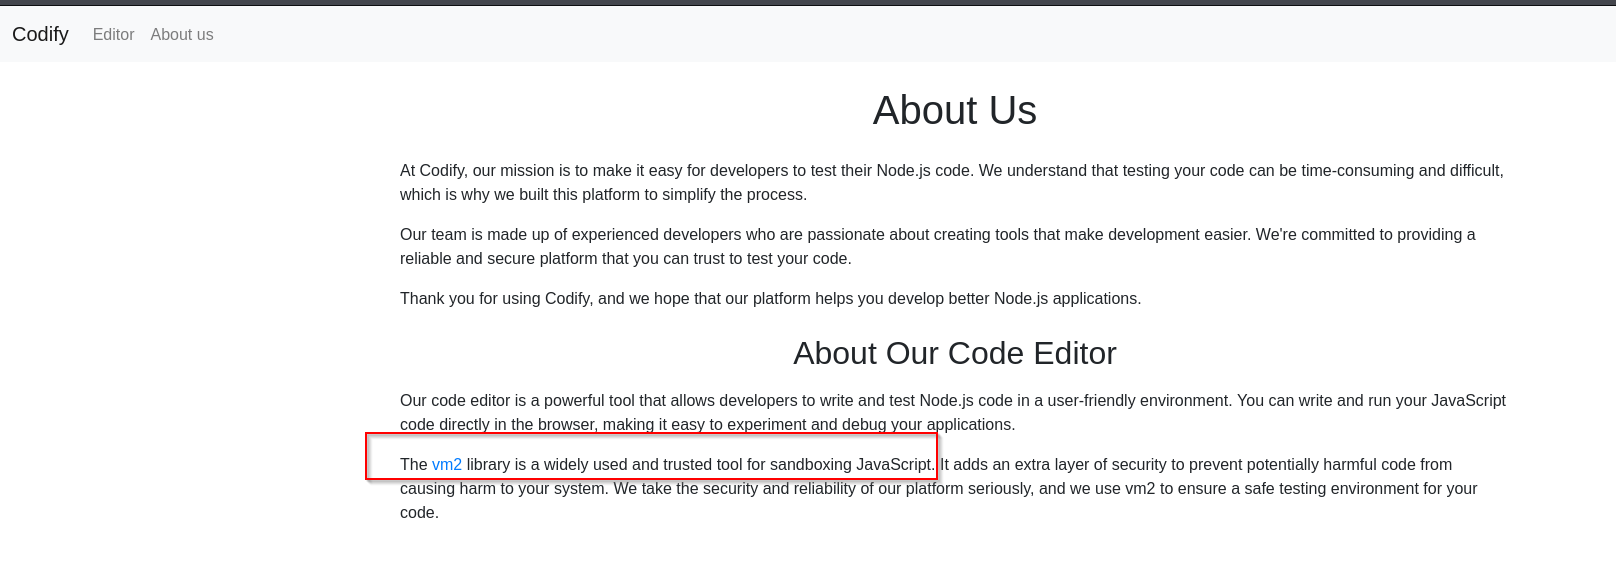 Codify Editor About us
About Us
At Codify, our mission is to make it easy for developers to test their Node.js code. We understand that testing your code can be time-consuming and difficult,
which is why we built this platform to simplify the process.
Our team is made up of experienced developers who are passionate about creating tools that make development easier. We're committed to providing a
reliable and secure platform that you can trust to test your code.
Thank you for using Codify, and we hope that our platform helps you develop better Node.js applications.
About Our Code Editor
Our code editor is a powerful tool that allows developers to write and test Node.js code in a user-friendly environment. You can write and run your JavaScript
code directly in the browser, making it easy to experiment and debug your applications.
The vm2 library is a widely used and trusted tool for sandboxing JavaScript. It adds an extra layer of security to prevent potentially harmful code from
causing harm to your system. We take the security and reliability of our platform seriously, and we use vm2 to ensure a safe testing environment for your
code.